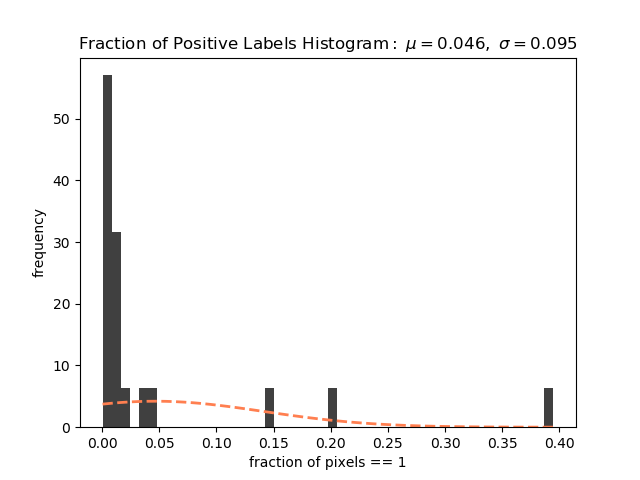 Fraction of Positive Labels Histogram : μ = 0.046, σ = 0.095
50
40
30
20
10
0
frequency
0.00 0.05 0.10 0.15 0.20 0.25 0.30 0.35 0.40
fraction of pixels == 1